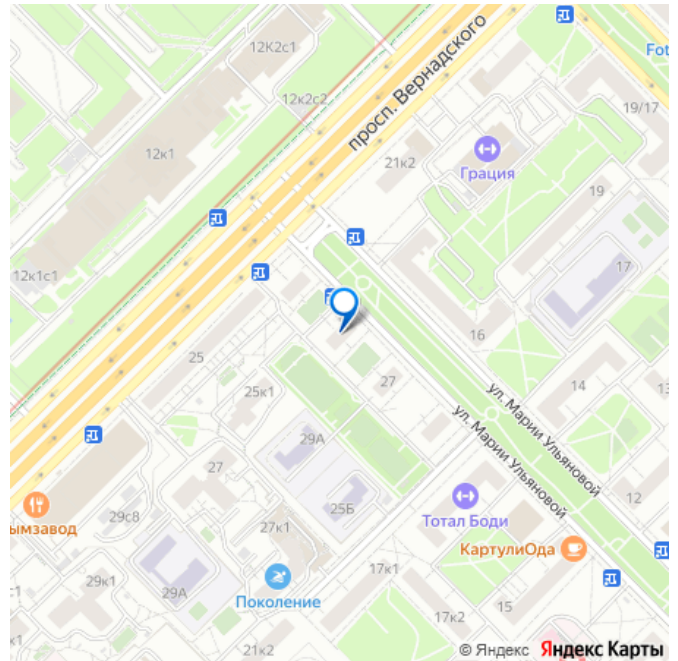 12К2с1
Fot
12к2с2
просп. Вернадского
19/17
12к1
21к2
Грация
19
17
12к1с1
16
25
14
13
27
25к1
ул. Марии Ульяновой
ул. Марии Ульяновой
29А
27
12
25Б
Тотал Боди
29с8
ымзавод
27к1
КартулиОда
17к1
29к1
29А
Поколение
15
17к2
с1
21к2
© Яндекс Яндекс Карты